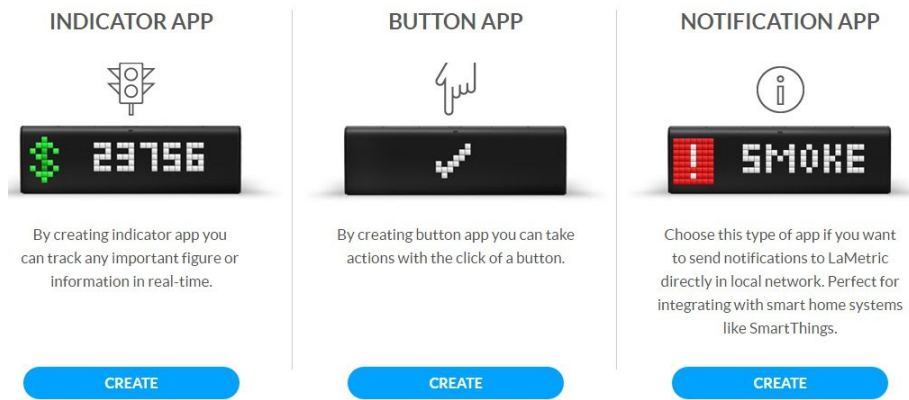 INDICATOR APP
23756
By creating indicator app you
can track any important figure or
information in real-time.
CREATE
BUTTON APP
By creating button app you can take
actions with the click of a button.
CREATE
NOTIFICATION APP
i
! SMOKE
Choose this type of app if you want
to send notifications to LaMetric
directly in local network. Perfect for
integrating with smart home systems
like SmartThings.
CREATE